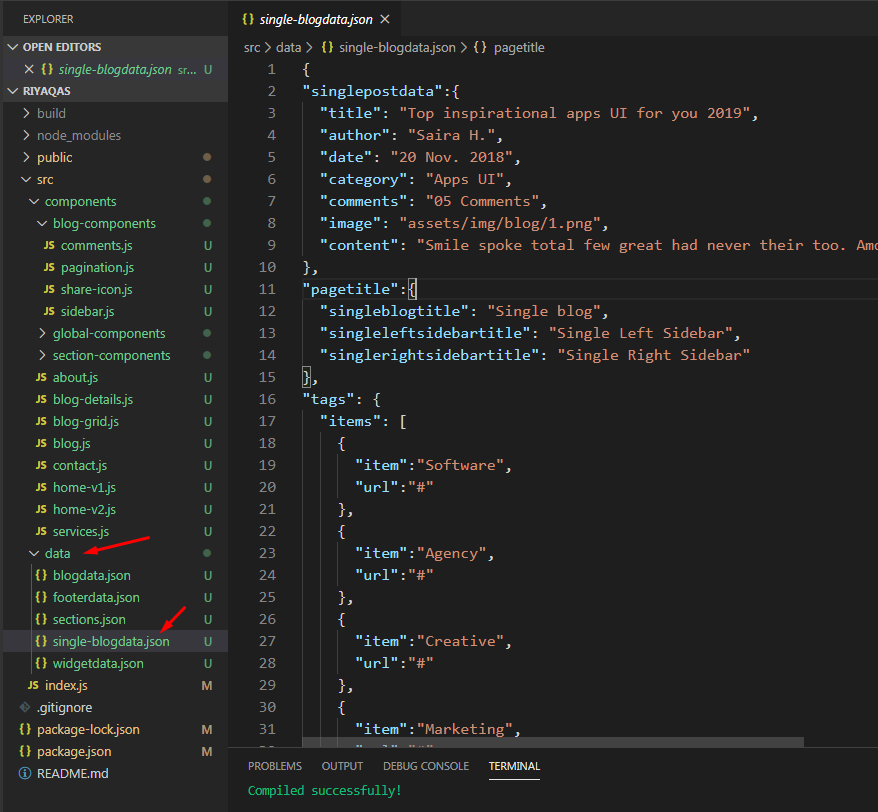 EXPLORER
OPEN EDITORS
single-blogdata.json sr... U
RIYAQAS
build
node_modules
public
src
components
blog-components
JS comments.js U
JS pagination.js U
JS share-icon.js U
JS sidebar.js U
global-components
section-components
JS about.js U
JS blog-details.js U
JS blog-grid.js U
JS blog.js U
JS contact.js U
JS home-v1.js U
JS home-v2.js U
JS services.js U
data
{} blogdata.json U
{} footerdata.json U
{} sections.json U
{} single-blogdata.json U
{} widgetdata.json U
JS index.js M
.gitignore
{} package-lock.json M
{} package.json M
README.md
{} single-blogdata.json ×
src > data > {} single-blogdata.json > {} pagetitle
1 {
2 "singlepostdata":{
3 "title": "Top inspirational apps UI for you 2019",
4 "author": "Saira H.",
5 "date": "20 Nov. 2018",
6 "category": "Apps UI",
7 "comments": "05 Comments",
8 "image": "assets/img/blog/1.png",
9 "content": "Smile spoke total few great had never their too. Amo
10 },
11 "pagetitle":{
12 "singleblogtitle": "Single blog",
13 "singleleftsidebartitle": "Single Left Sidebar",
14 "singlerightsidebartitle": "Single Right Sidebar"
15 },
16 "tags": {
17 "items": [
18 {
19 "item":"Software",
20 "url":"#"
21 },
22 {
23 "item":"Agency",
24 "url":"#"
25 },
26 {
27 "item":"Creative",
28 "url":"#"
29 },
30 {
31 "item":"Marketing",
PROBLEMS OUTPUT DEBUG CONSOLE TERMINAL
Compiled successfully!